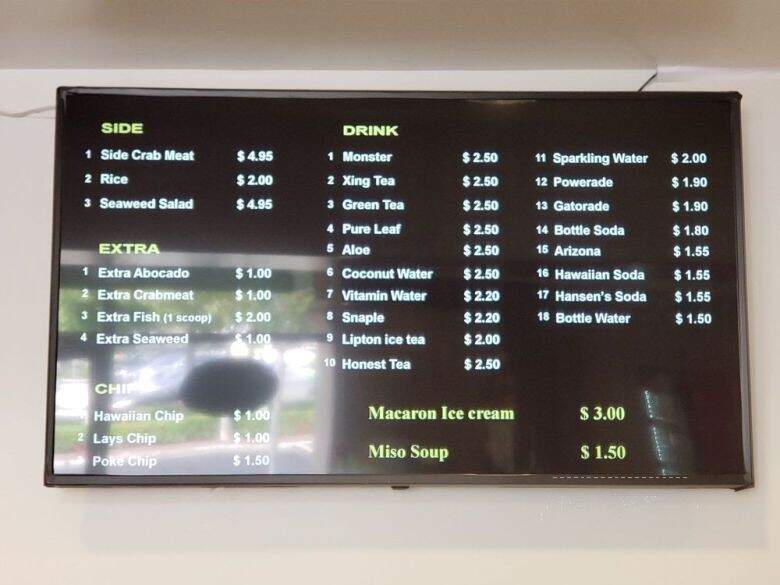 SIDE
1 Side Crab Meat $ 4.95
2 Rice $ 2.00
3 Seaweed Salad $ 4.95
EXTRA
1 Extra Abocado $ 1.00
2 Extra Crabmeat $ 1.00
3 Extra Fish (1 scoop) $ 2.00
4 Extra Seaweed $ 1.00
Hawaiian Chip $ 1.00
2 Lays Chip $ 1.00
Poke Chip $ 1.50
DRINK
1 Monster $ 2.50
2 Xing Tea $ 2.50
3 Green Tea $ 2.50
4 Pure Leaf $ 2.50
5 Aloe $ 2.50
6 Coconut Water $ 2.50
7 Vitamin Water $ 2.20
8 Snaple $ 2.20
9 Lipton ice tea $ 2.00
10 Honest Tea $ 2.50
11 Sparkling Water $ 2.00
12 Powerade $ 1.90
13 Gatorade $ 1.90
14 Bottle Soda $ 1.80
15 Arizona $ 1.55
16 Hawaiian Soda $ 1.55
17 Hansen's Soda $ 1.55
18 Bottle Water $ 1.50
Macaron Ice cream $ 3.00
Miso Soup $ 1.50